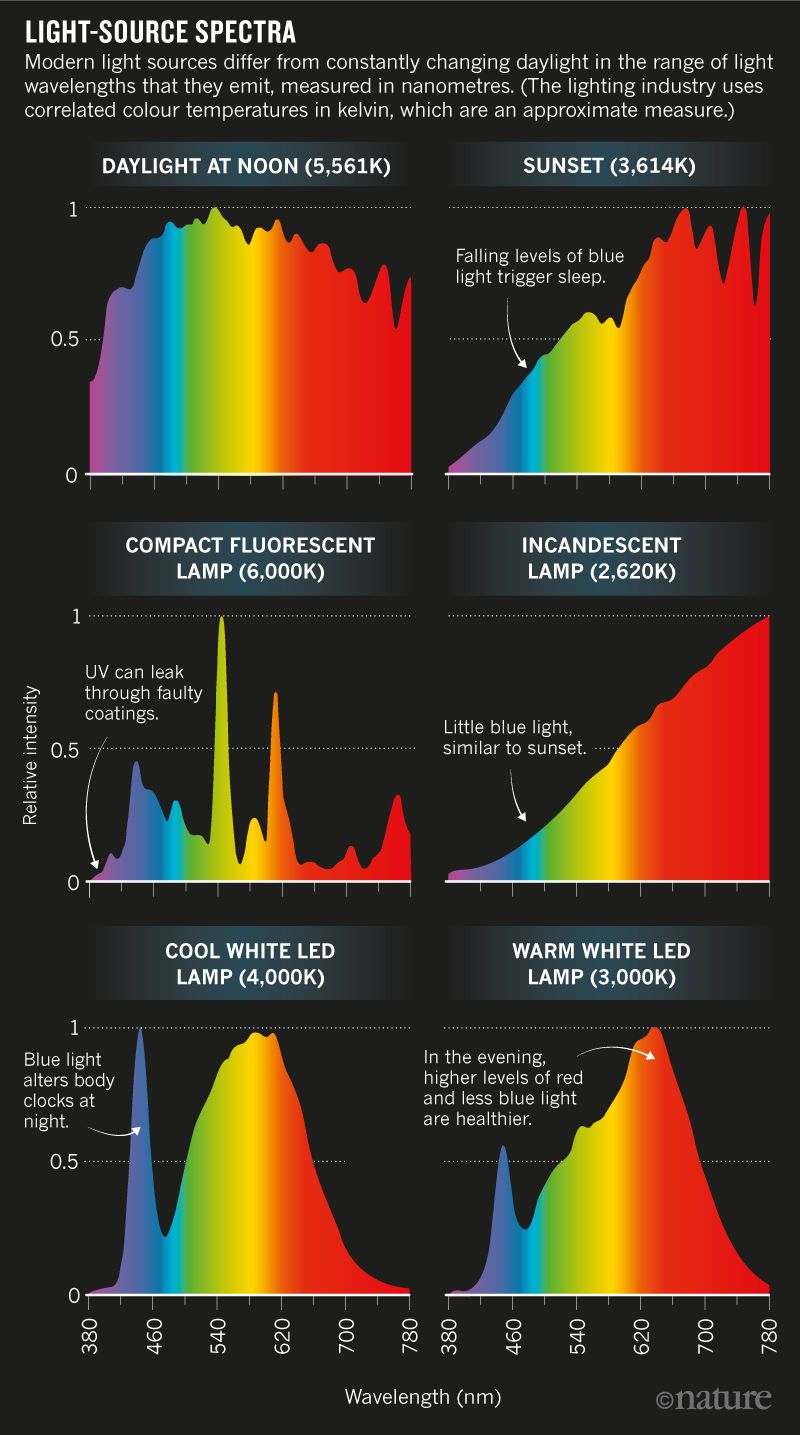 LIGHT-SOURCE SPECTRA
Modern light sources differ from constantly changing daylight in the range of light
wavelengths that they emit, measured in nanometres. (The lighting industry uses
correlated colour temperatures in kelvin, which are an approximate measure.)
DAYLIGHT AT NOON (5,561K)
1
0.5
0
SUNSET (3,614K)
Falling levels of blue
light trigger sleep.
COMPACT FLUORESCENT
LAMP (6,000K)
Relative intensity
1
0.5
0
UV can leak
through faulty
coatings.
INCANDESCENT
LAMP (2,620K)
Little blue light,
similar to sunset.
COOL WHITE LED
LAMP (4,000K)
1
0.5
0
Blue light
alters body
clocks at
night.
380
460
540
620
700
780
WARM WHITE LED
LAMP (3,000K)
In the evening,
higher levels of red
and less blue light
are healthier.
380
460
540
620
700
780
Wavelength (nm)
©nature